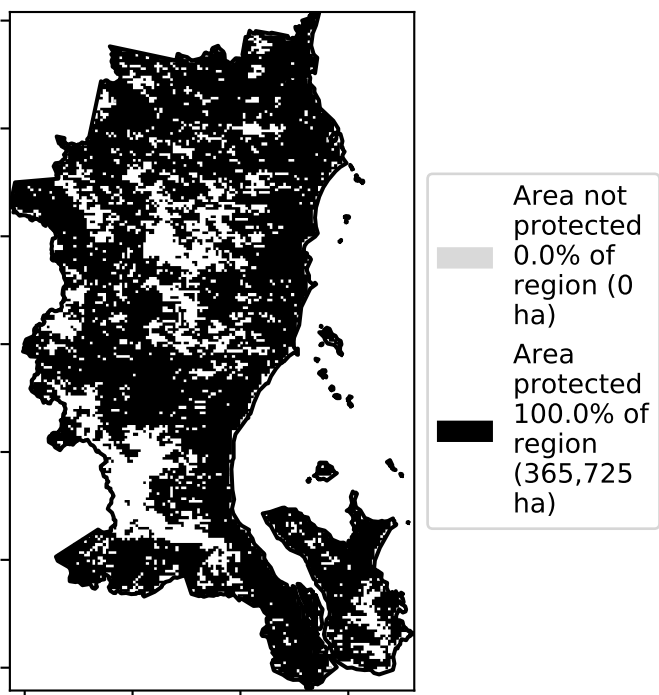 Area not
protected
0.0% of
region (0
ha)
Area
protected
100.0% of
region
(365,725
ha)